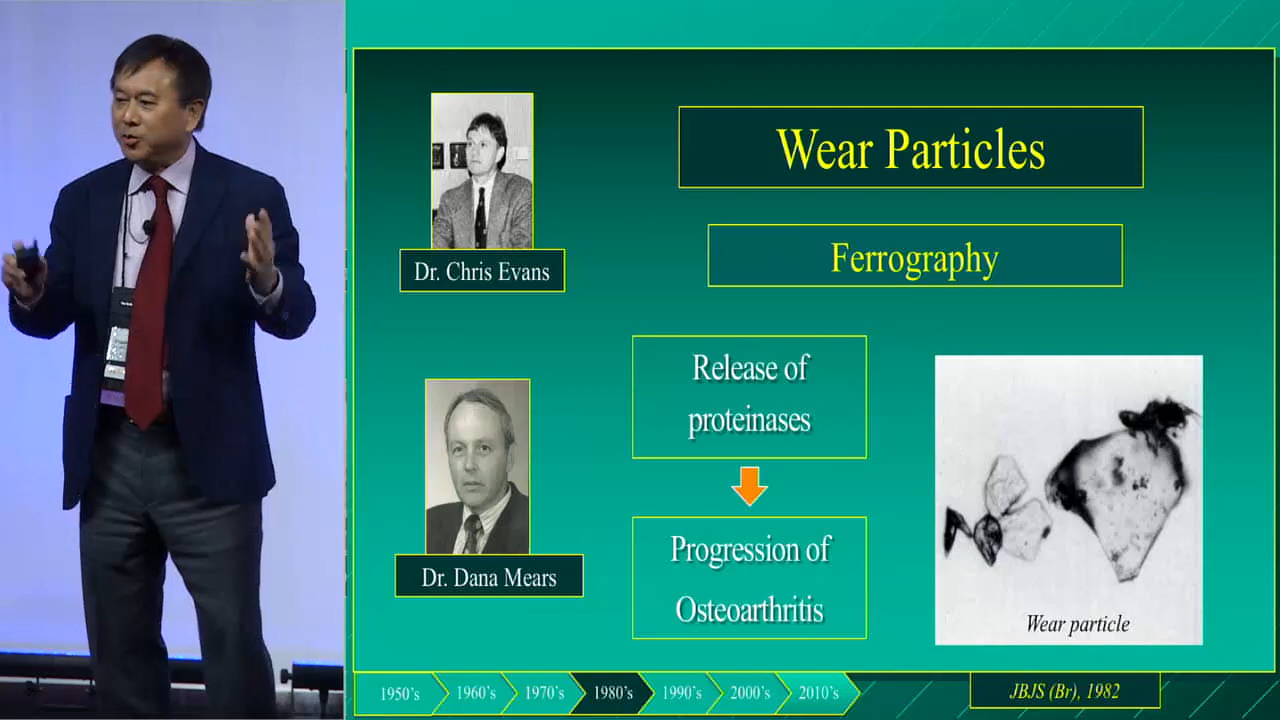 Wear Particles
Dr. Chris Evans
Ferrography
Release of
proteinases
Progression of
Osteoarthritis
Dr. Dana Mears
Wear particle
1950's
1960's
1970's
1980's
1990's
2000's
2010's
JBJS (Br), 1982